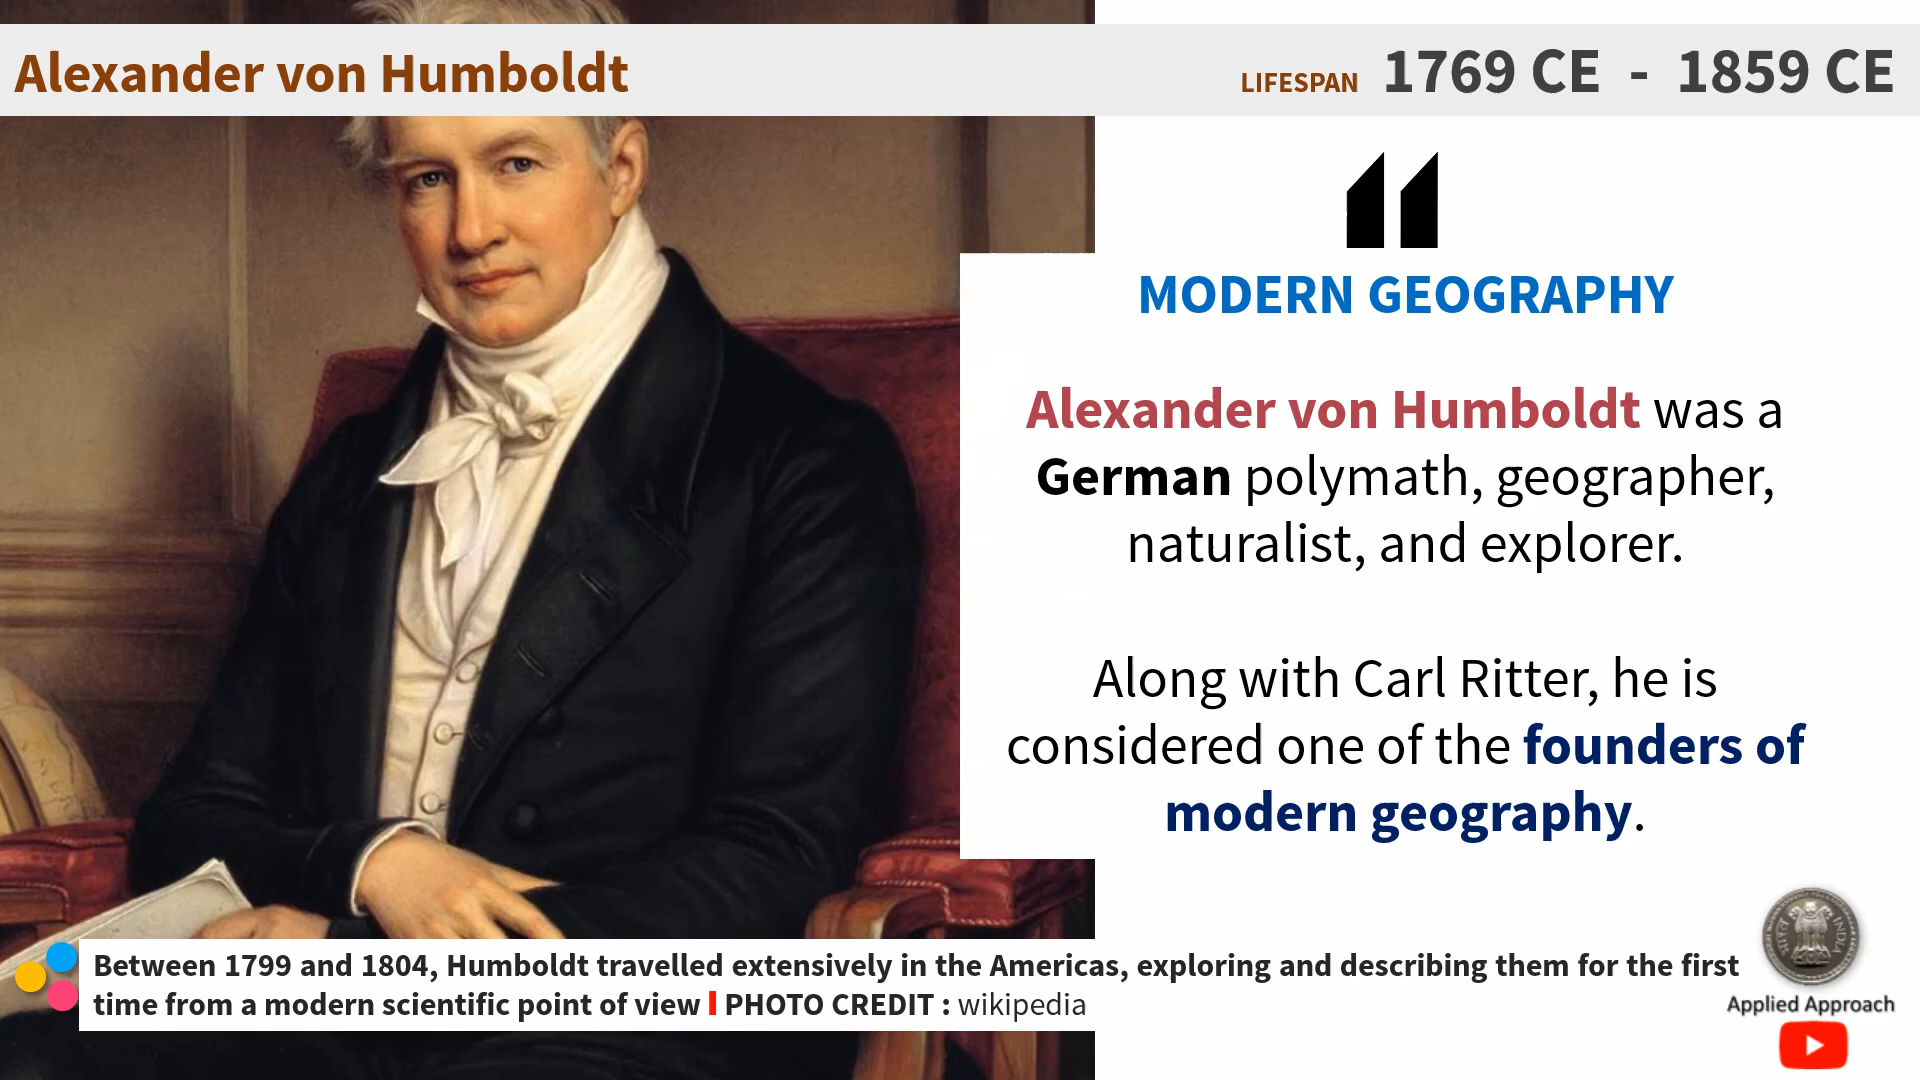 Alexander von Humboldt
LIFESPAN 1769 CE - 1859 CE
MODERN GEOGRAPHY
Alexander von Humboldt was a
German polymath, geographer,
naturalist, and explorer.
Along with Carl Ritter, he is
considered one of the founders of
modern geography.
Between 1799 and 1804, Humboldt travelled extensively in the Americas, exploring and describing them for the first
time from a modern scientific point of view | PHOTO CREDIT : wikipedia
INDIA
Applied Approach